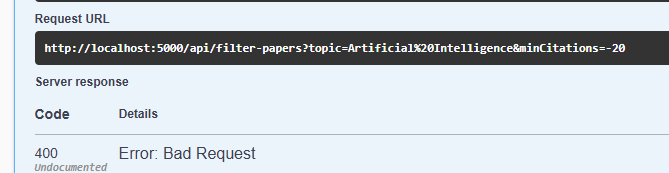 Request URL
http://localhost:5000/api/filter-papers?topic=Artificial%20Intelligence&minCitations=-20
Server response
Code Details
400 Error: Bad Request
Undocumented